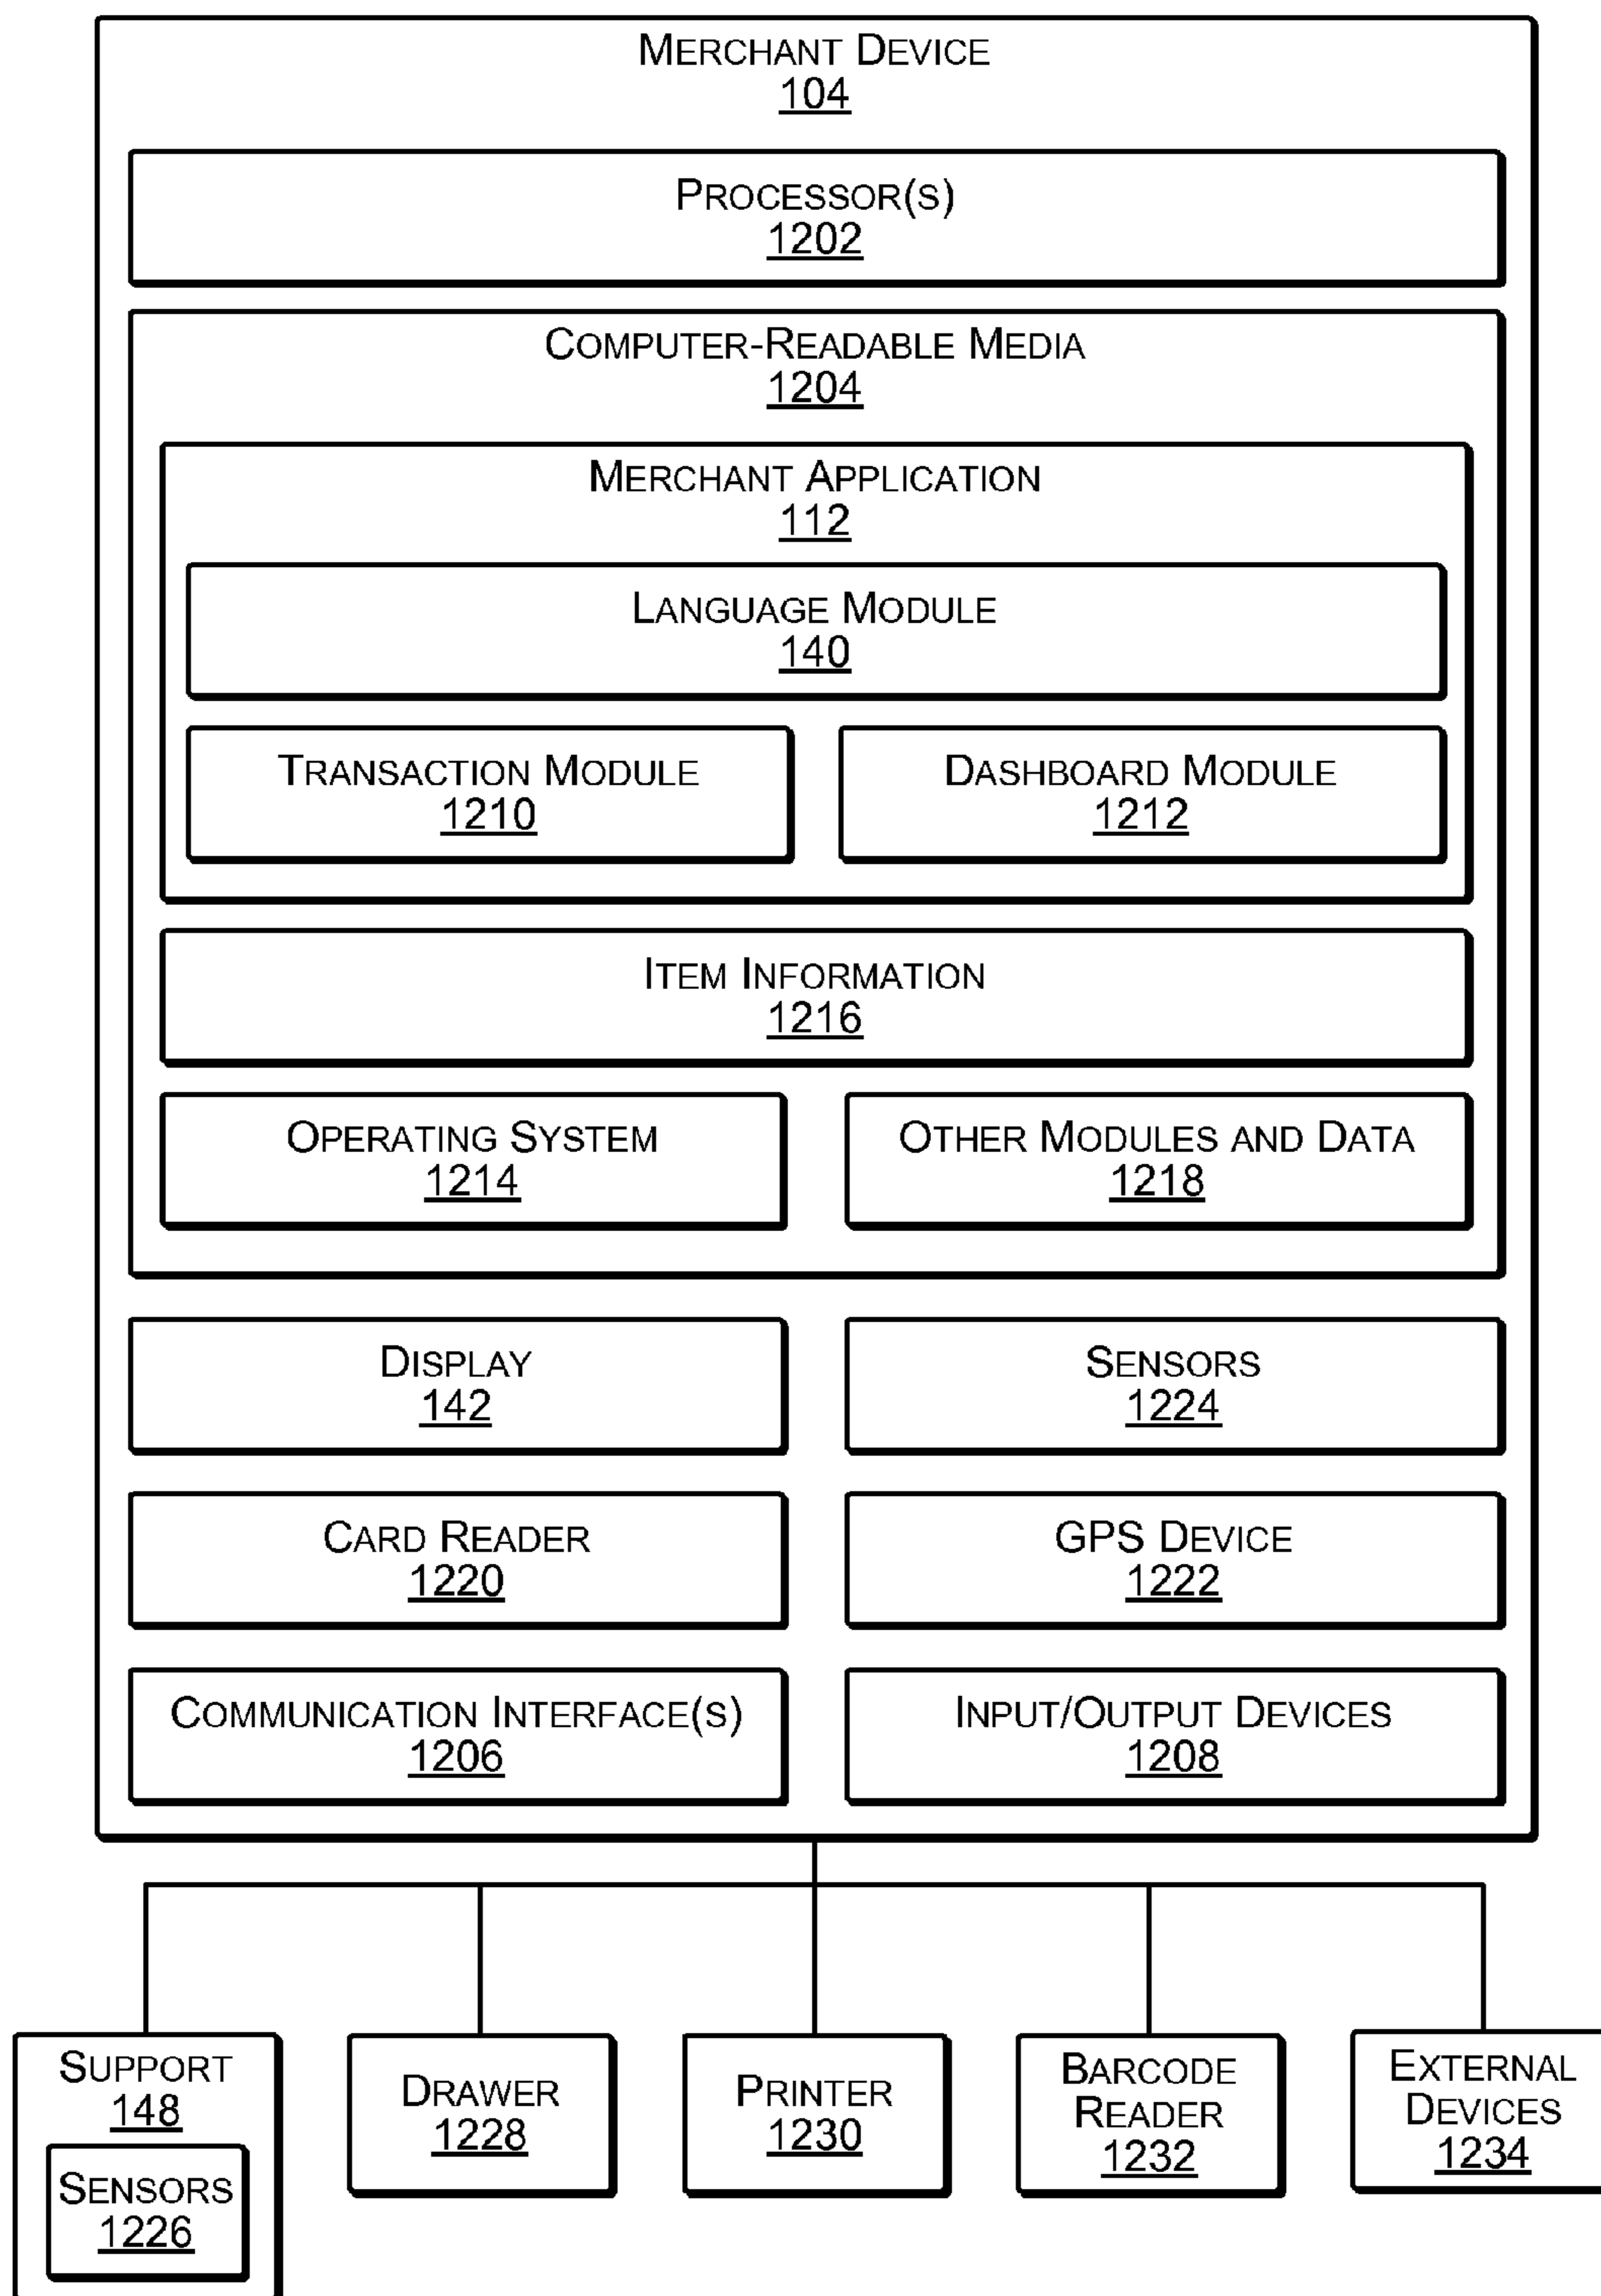 MERCHANT DEVICE
104
PROCESSOR(S)
1202
COMPUTER-READABLE MEDIA
1204
MERCHANT APPLICATION
112
LANGUAGE MODULE
140
TRANSACTION MODULE
1210
DASHBOARD MODULE
1212
ITEM INFORMATION
1216
OPERATING SYSTEM
1214
OTHER MODULES AND DATA
1218
DISPLAY
142
SENSORS
1224
CARD READER
1220
GPS DEVICE
1222
COMMUNICATION INTERFACE(S)
1206
INPUT/OUTPUT DEVICES
1208
SUPPORT
148
SENSORS
1226
DRAWER
1228
PRINTER
1230
BARCODE
READER
1232
EXTERNAL
DEVICES
1234